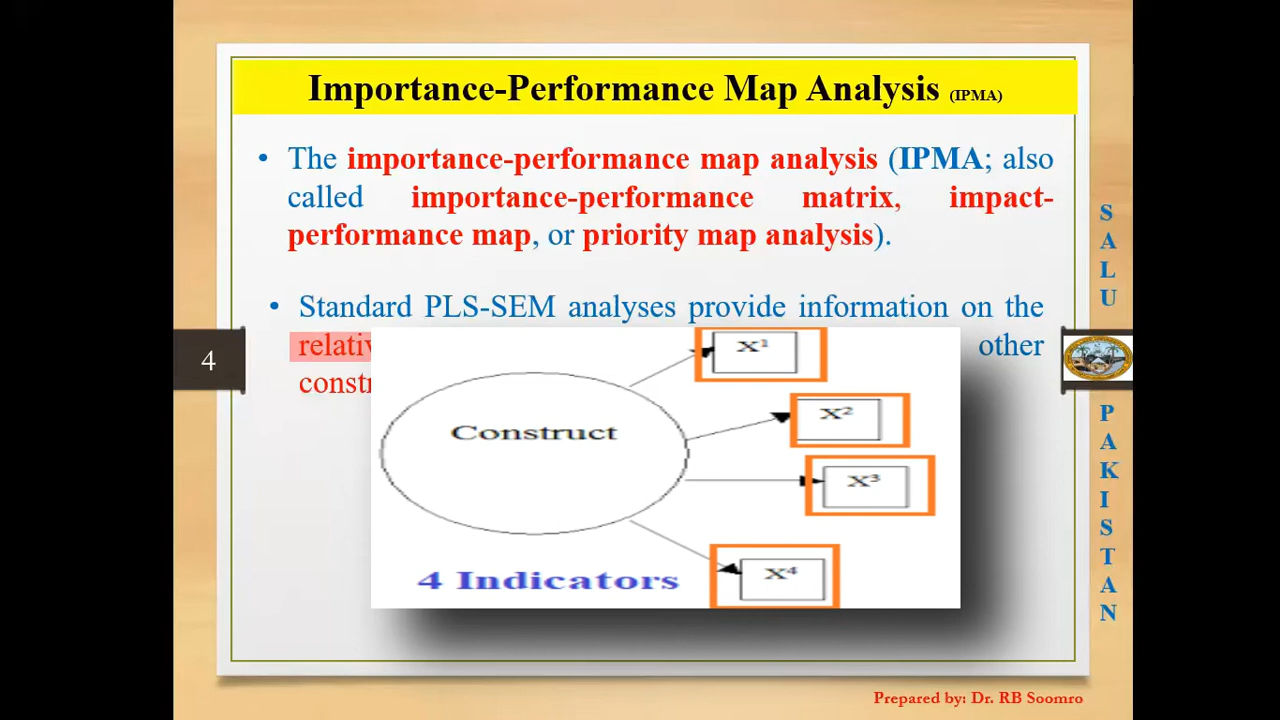 Importance-Performance Map Analysis (IPMA)
• The importance-performance map analysis (IPMA; also
called importance-performance matrix, impact-
performance map, or priority map analysis).
• Standard PLS-SEM analyses provide information on the
other
4
Construct
X1
X2
X3
X4
4 Indicators
S
A
L
U
P
A
K
I
S
T
A
N
Prepared by: Dr. RB Soomro